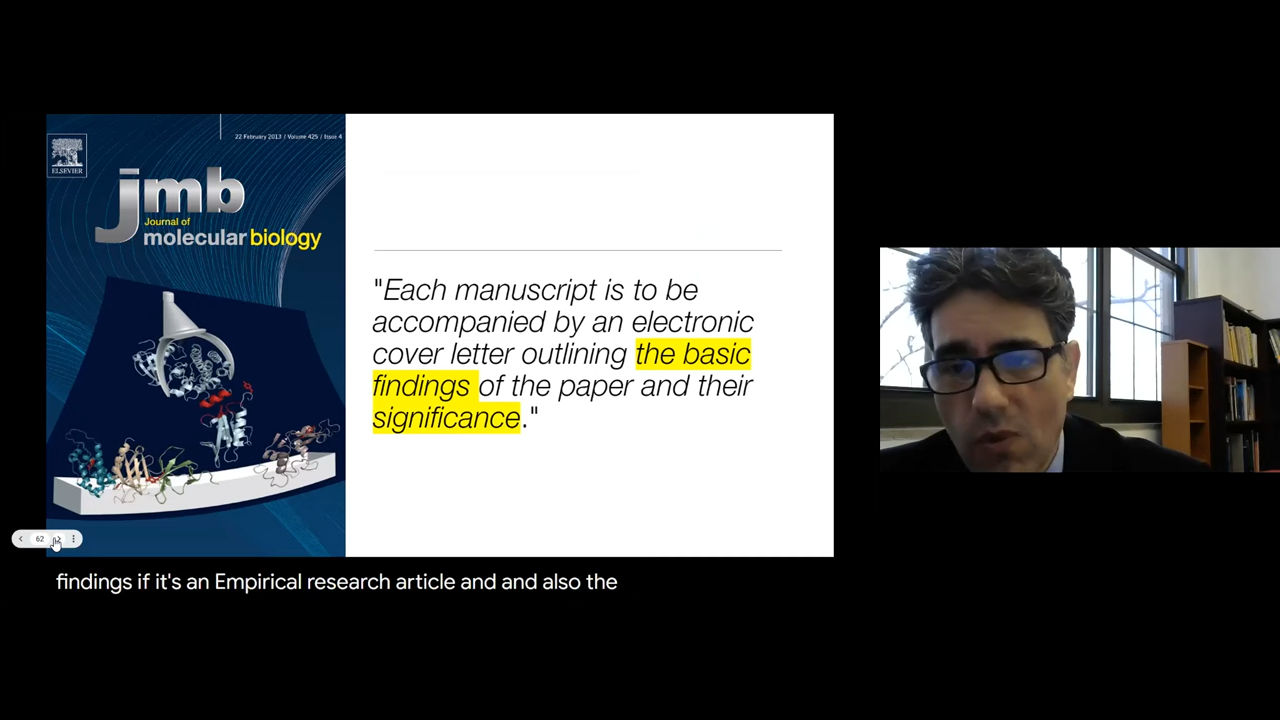 22 February 2013 / Volume 425 / Issue 4
ELSEVIER
jmb
Journal of
molecular biology
"Each manuscript is to be
accompanied by an electronic
cover letter outlining the basic
findings of the paper and their
significance."
62
findings if it's an Empirical research article and and also the